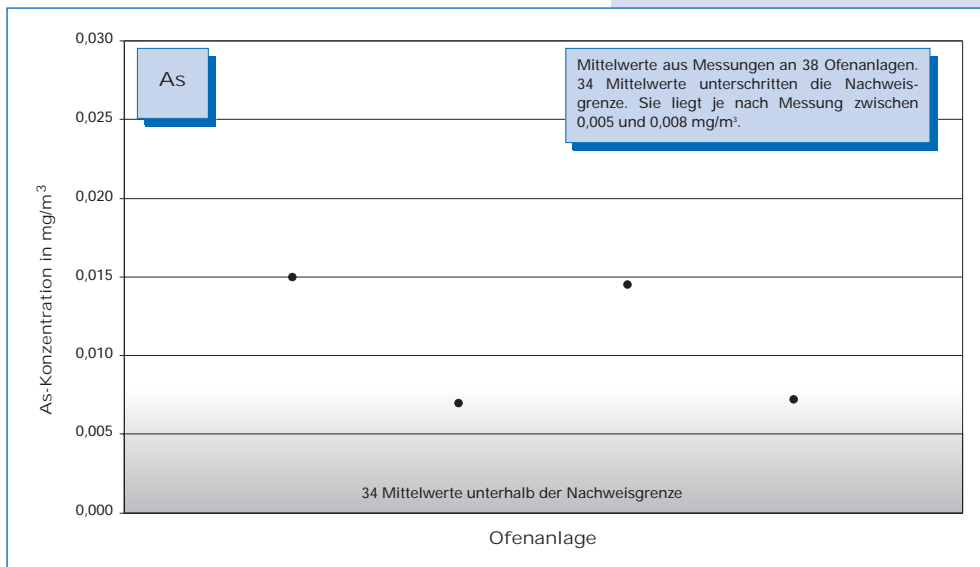 0,030
As
Mittelwerte aus Messungen an 38 Ofenanlagen.
34 Mittelwerte unterschritten die Nachweis-
grenze. Sie liegt je nach Messung zwischen
0,005 und 0,008 mg/m³.
0,025
0,020
0,015
0,010
0,005
0,000
As-Konzentration in mg/m³
34 Mittelwerte unterhalb der Nachweisgrenze
Ofenanlage